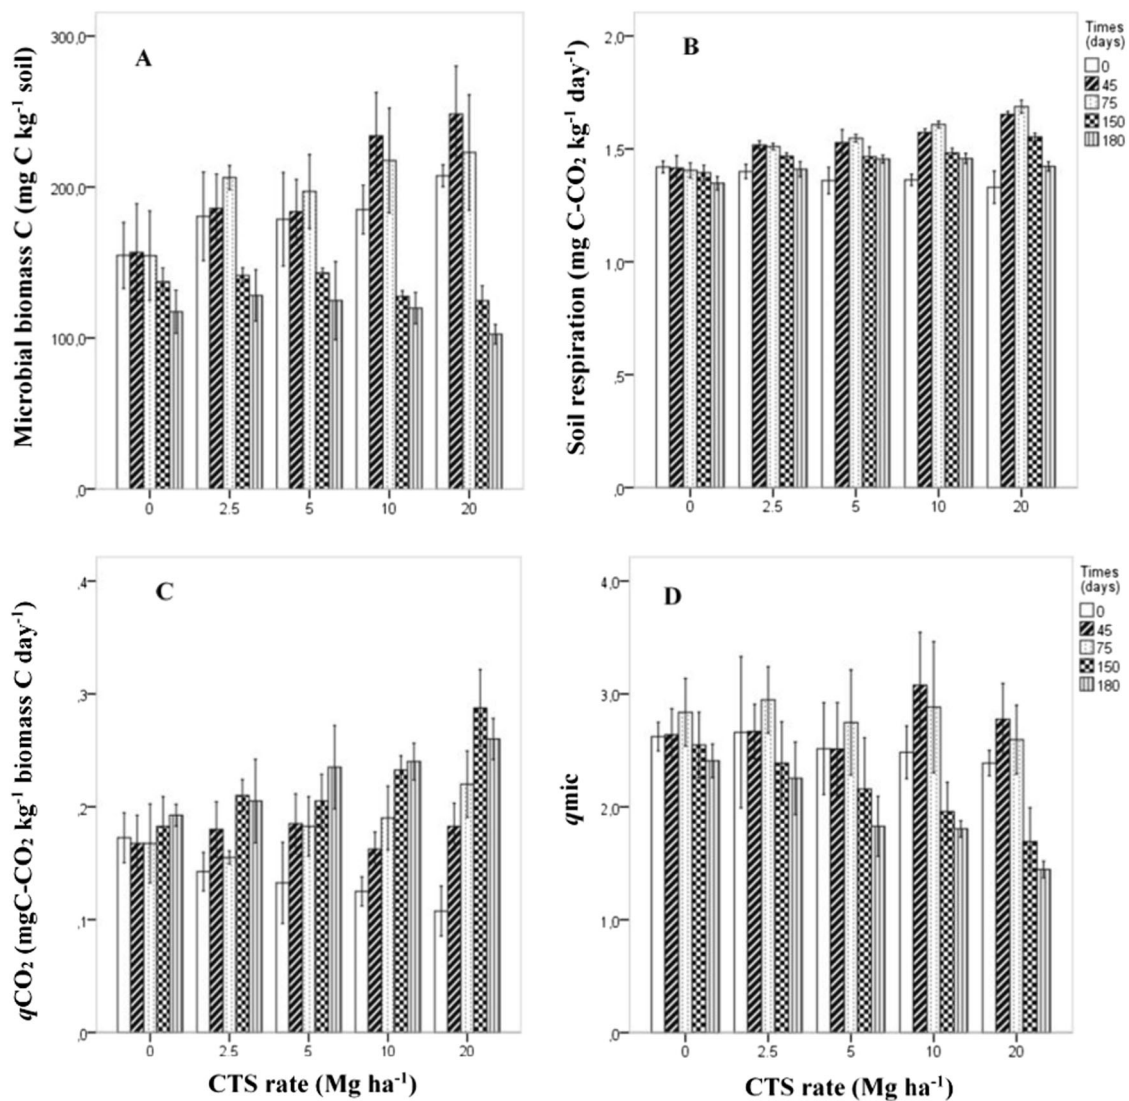 A
Microbial biomass C (mg C kg⁻¹ soil)
300,0
200,0
100,0
,0
0 2.5 5 10 20
B
Soil respiration (mg C-CO₂ kg⁻¹ day⁻¹)
2,0
1,5
1,0
,5
,0
0 2.5 5 10 20
Times
(days)
0
45
75
150
180
C
qCO₂ (mgC-CO₂ kg⁻¹ biomass C day⁻¹)
,4
,3
,2
,1
,0
0 2.5 5 10 20
CTS rate (Mg ha⁻¹)
D
qmic
4,0
3,0
2,0
1,0
,0
0 2.5 5 10 20
CTS rate (Mg ha⁻¹)
Times
(days)
0
45
75
150
180